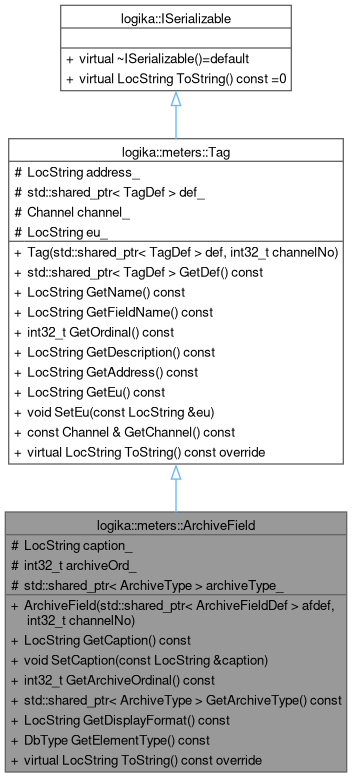 logika::ISerializable
+ virtual ~ISerializable()=default
+ virtual LocString ToString() const =0
logika::meters::Tag
# LocString address_
# std::shared_ptr< TagDef > def_
# Channel channel_
# LocString eu_
+ Tag(std::shared_ptr< TagDef > def, int32_t channelNo)
+ std::shared_ptr< TagDef > GetDef() const
+ LocString GetName() const
+ LocString GetFieldName() const
+ int32_t GetOrdinal() const
+ LocString GetDescription() const
+ LocString GetAddress() const
+ LocString GetEu() const
+ void SetEu(const LocString &eu)
+ const Channel & GetChannel() const
+ virtual LocString ToString() const override
logika::meters::ArchiveField
# LocString caption_
# int32_t archiveOrd_
# std::shared_ptr< ArchiveType > archiveType_
+ ArchiveField(std::shared_ptr< ArchiveFieldDef > afdef,
int32_t channelNo)
+ LocString GetCaption() const
+ void SetCaption(const LocString &caption)
+ int32_t GetArchiveOrdinal() const
+ std::shared_ptr< ArchiveType > GetArchiveType() const
+ LocString GetDisplayFormat() const
+ DbType GetElementType() const
+ virtual LocString ToString() const override